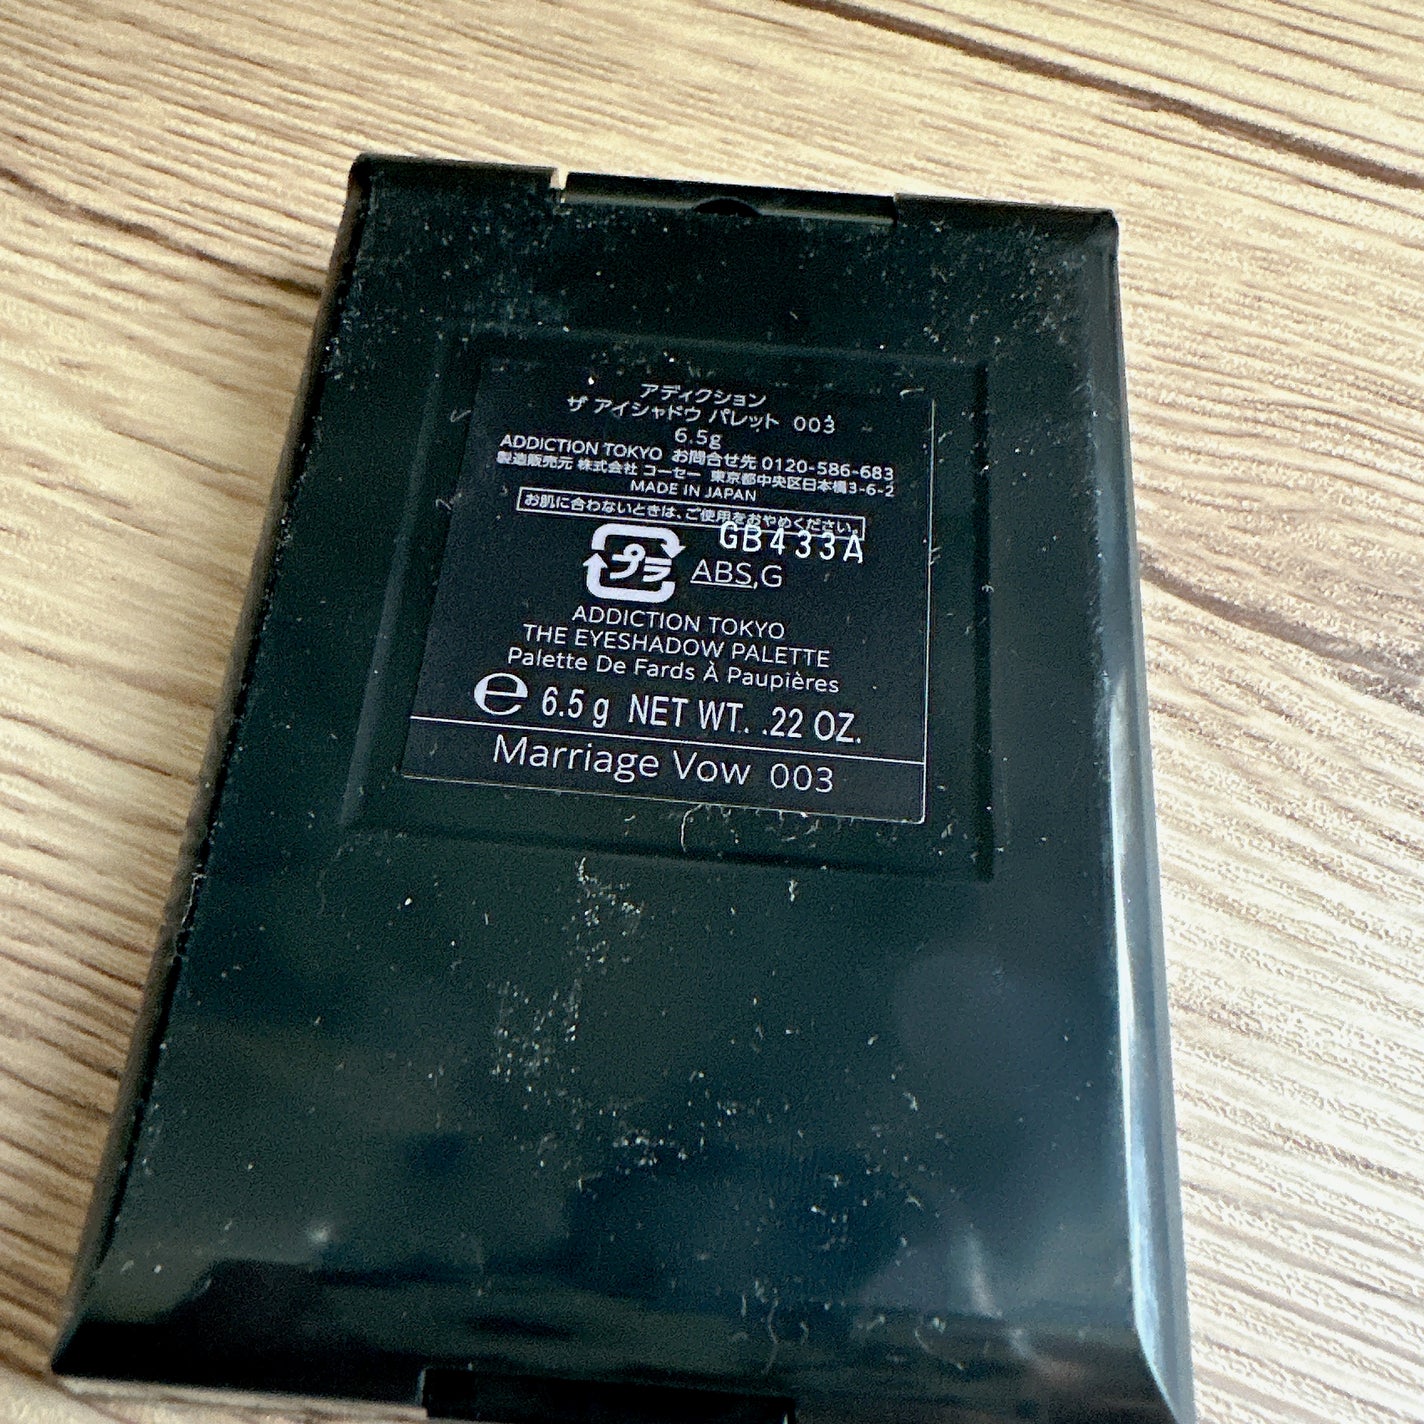 アディクション
ザ アイシャドウ パレット 003
6.5g
ADDICTION TOKYO お問合せ先 0120-586-683
製造販売元 株式会社 コーセー 東京都中央区日本橋3-6-2
MADE IN JAPAN
お肌に合わないときは、ご使用をおやめください。
GB433A
プラ ABS,G
ADDICTION TOKYO
THE EYESHADOW PALETTE
Palette De Fards À Paupières
℮ 6.5 g NET WT. .22 OZ.
Marriage Vow 003